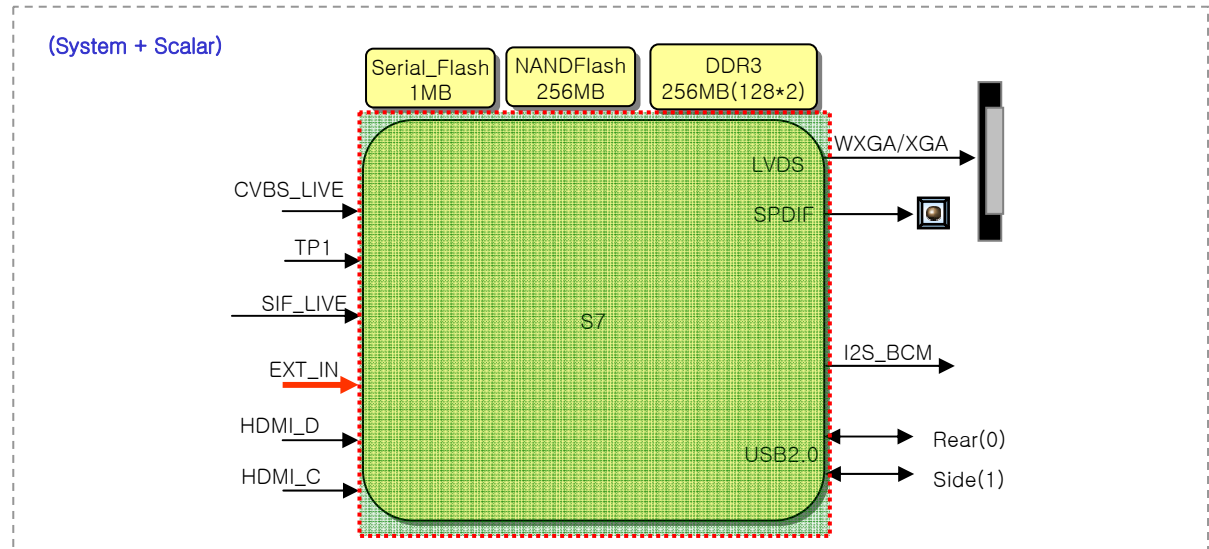 (System + Scalar)
Serial_Flash
1MB
NANDFlash
256MB
DDR3
256MB(128*2)
WXGA/XGA
LVDS
CVBS_LIVE
SPDIF
TP1
SIF_LIVE
S7
I2S_BCM
EXT_IN
HDMI_D
Rear(0)
USB2.0
HDMI_C
Side(1)